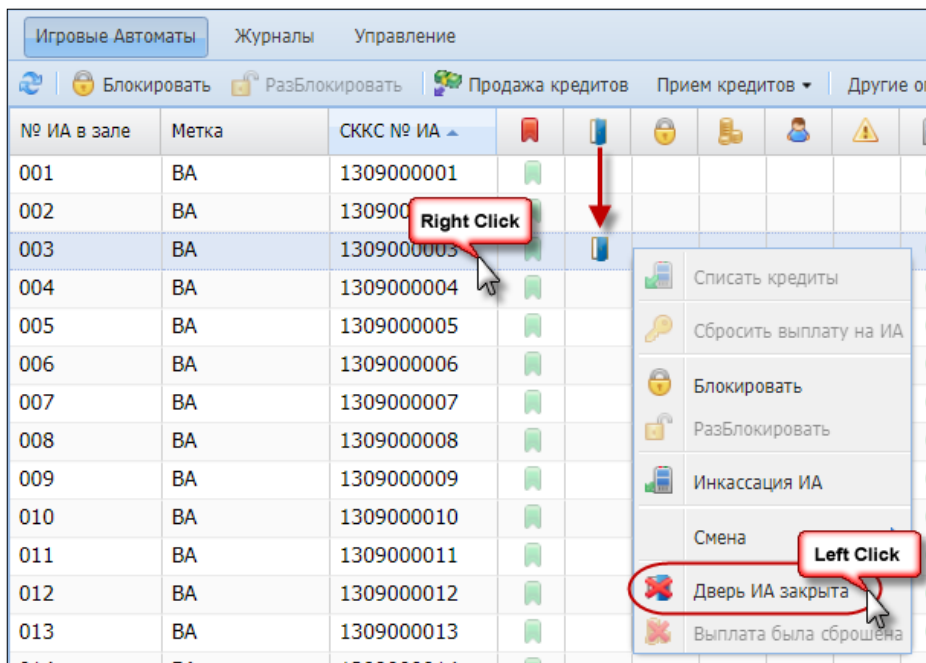 Игровые Автоматы Журналы Управление
Блокировать РазБлокировать Продажа кредитов Прием кредитов Другие
№ ИА в зале Метка СККС № ИА
001 ВА 1309000001
002 ВА 130900
Right Click
003 ВА 1309000003
004 ВА 1309000004
005 ВА 1309000005
006 ВА 1309000006
007 ВА 1309000007
008 ВА 1309000008
009 ВА 1309000009
010 ВА 1309000010
011 ВА 1309000011
012 ВА 1309000012
013 ВА 1309000013
Списать кредиты
Сбросить выплату на ИА
Блокировать
РазБлокировать
Инкассация ИА
Смена
Left Click
Дверь ИА закрыта
Выплата была сброшена